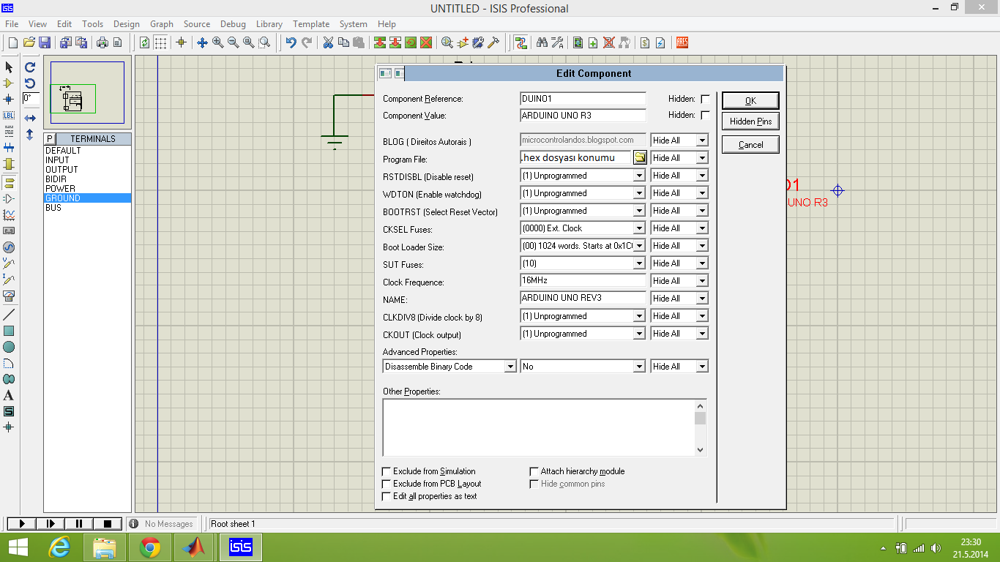 isis
UNTITLED - ISIS Professional
File View Edit Tools Design Graph Source Debug Library Template System Help
ARES
0°
LBL
P TERMINALS
DEFAULT
INPUT
OUTPUT
BIDIR
POWER
GROUND
BUS
A
S
Edit Component
Component Reference: DUINO1 Hidden:
Component Value: ARDUINO UNO R3 Hidden:
BLOG ( Direitos Autorais ) microcontrolandos.blogspot.com Hide All
Program File: .hex dosyası konumu Hide All
RSTDISBL (Disable reset) (1) Unprogrammed Hide All
WDTON (Enable watchdog) (1) Unprogrammed Hide All
BOOTRST (Select Reset Vector) (1) Unprogrammed Hide All
CKSEL Fuses: (0000) Ext. Clock Hide All
Boot Loader Size: (00) 1024 words. Starts at 0x1C Hide All
SUT Fuses: (10) Hide All
Clock Frequency: 16MHz Hide All
NAME: ARDUINO UNO REV3 Hide All
CLKDIV8 (Divide clock by 8) (1) Unprogrammed Hide All
CKOUT (Clock output) (1) Unprogrammed Hide All
Advanced Properties:
Disassemble Binary Code No Hide All
Other Properties:
Exclude from Simulation Attach hierarchy module
Exclude from PCB Layout Hide common pins
Edit all properties as text
OK
Hidden Pins
Cancel
O1
UNO R3
No Messages Root sheet 1
isis
23:30
21.5.2014